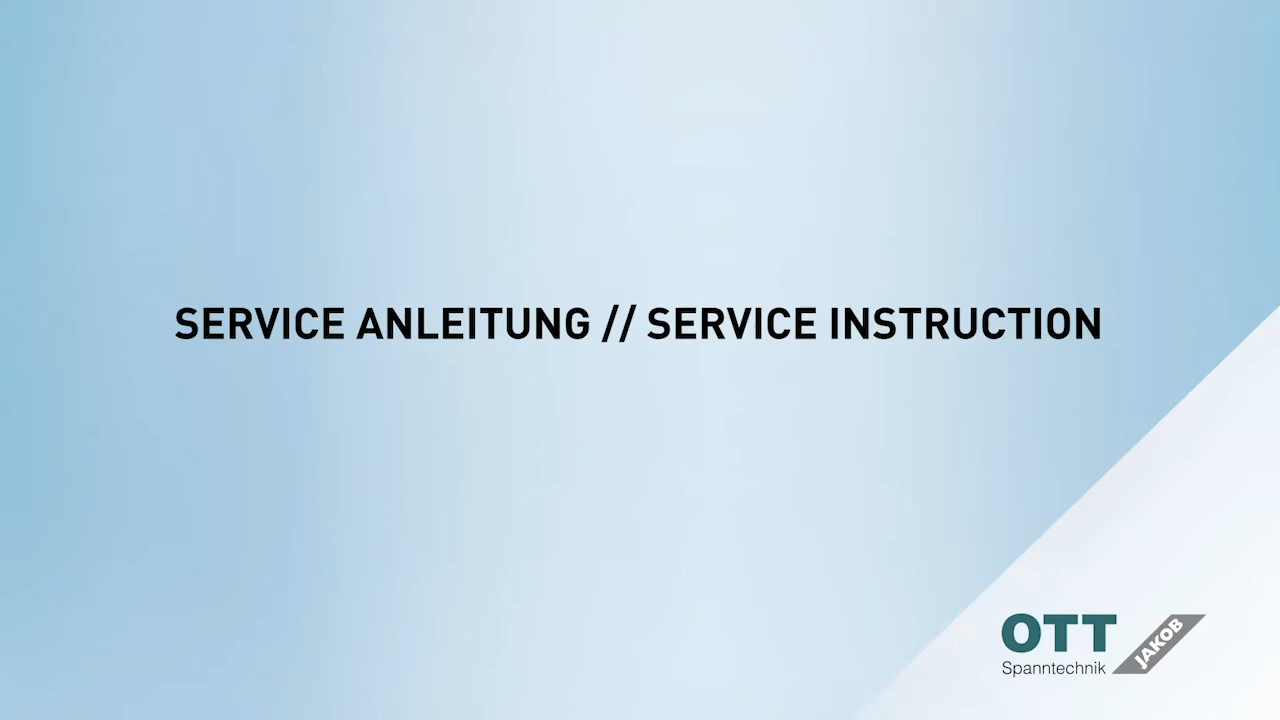 SERVICE ANLEITUNG // SERVICE INSTRUCTION
OTT
JAKOB
Spanntechnik